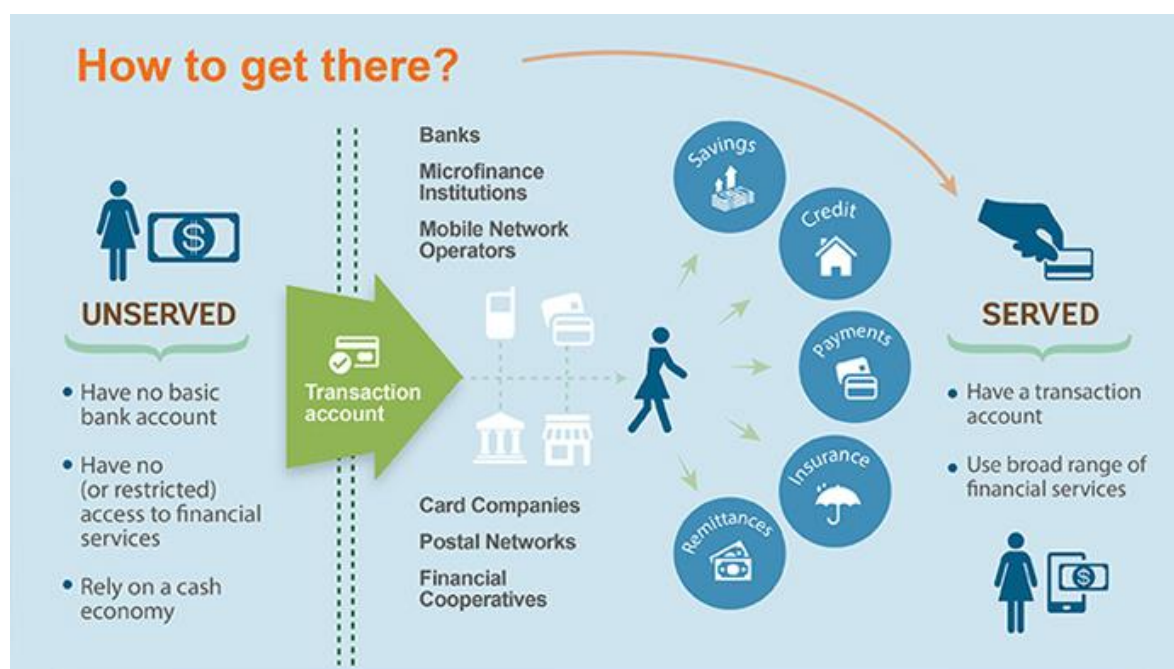 How to get there?
UNSERVED
Have no basic
bank account
Have no
(or restricted)
access to financial
services
Rely on a cash
economy
Transaction
account
Banks
Microfinance
Institutions
Mobile Network
Operators
Card Companies
Postal Networks
Financial
Cooperatives
Savings
Credit
Payments
Insurance
Remittances
SERVED
Have a transaction
account
Use broad range of
financial services